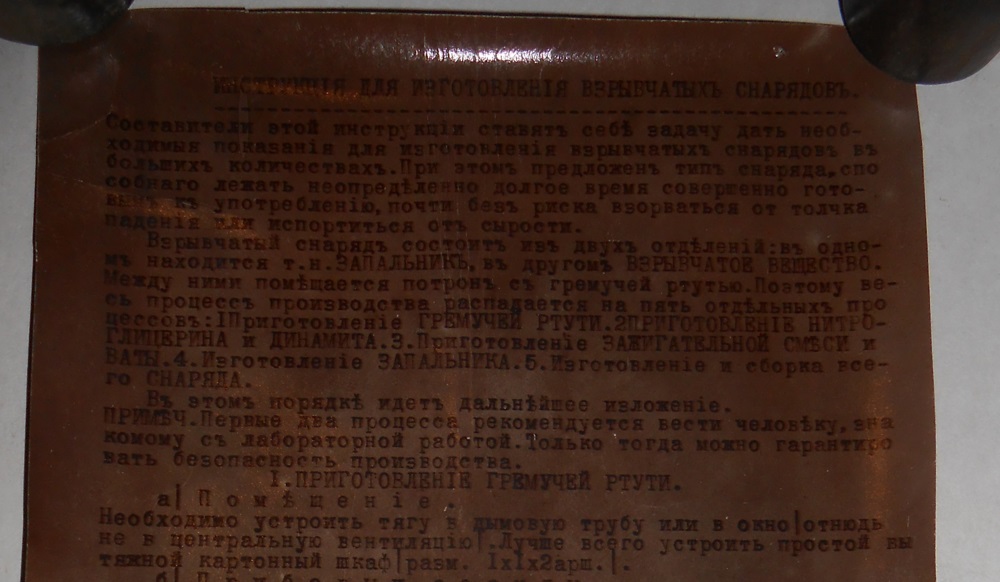 ИНСТРУКЦІЯ ДЛЯ ИЗГОТОВЛЕНІЯ ВЗРЫВЧАТЫХЪ СНАРЯДОВЪ.
Составители этой инструкціи ставятъ себѣ задачу дать необ-
ходимыя показанія для изготовленія взрывчатыхъ снарядовъ въ
большихъ количествахъ.При этомъ предложенъ типъ снаряда,спо
собнаго лежать неопредѣленно долгое время совершенно гото-
вымъ къ употребленію,почти безъ риска взорваться от толчка
паденія или испортиться отъ сырости.
Взрывчатый снарядъ состоитъ изъ двухъ отдѣленій:въ одно-
мъ находится т.н.ЗАПАЛЬНИКЪ,въ другомъ ВЗРЫВЧАТОЕ ВЕЩЕСТВО.
Между ними помѣщается потронъ съ гремучей ртутью.Поэтому ве-
сь процессъ производства распадается на пять отдѣльныхъ про
цессовъ:1Приготовленіе ГРЕМУЧЕЙ РТУТИ.2ПРИГОТОВЛЕНІЕ НИТРО-
ГЛИЦЕРИНА и ДИНАМИТА.3.Приготовленіе ЗАЖИГАТЕЛЬНОЙ СМѢСИ и
ВАТЫ.4.Изготовленіе ЗАПАЛЬНИКА.5.Изготовленіе и сборка все-
го СНАРЯДА.
Въ этомъ порядкѣ идетъ дальнѣйшее изложеніе.
ПРИМѢЧ.Первые два процесса рекомендуется вести человѣку,зна
комому съ лабораторной работой.Только тогда можно гарантиро
вать безопасность производства.
1.ПРИГОТОВЛЕНІЕ ГРЕМУЧЕЙ РТУТИ.
а| П о м ѣ щ е н і е .
Необходимо устроить тягу в дымовую трубу или в окно|отнюдь
не в центральную вентиляцію|.Лучше всего устроить простой вы
тяжной картонный шкаф|разм. 1х1х2арш.|.